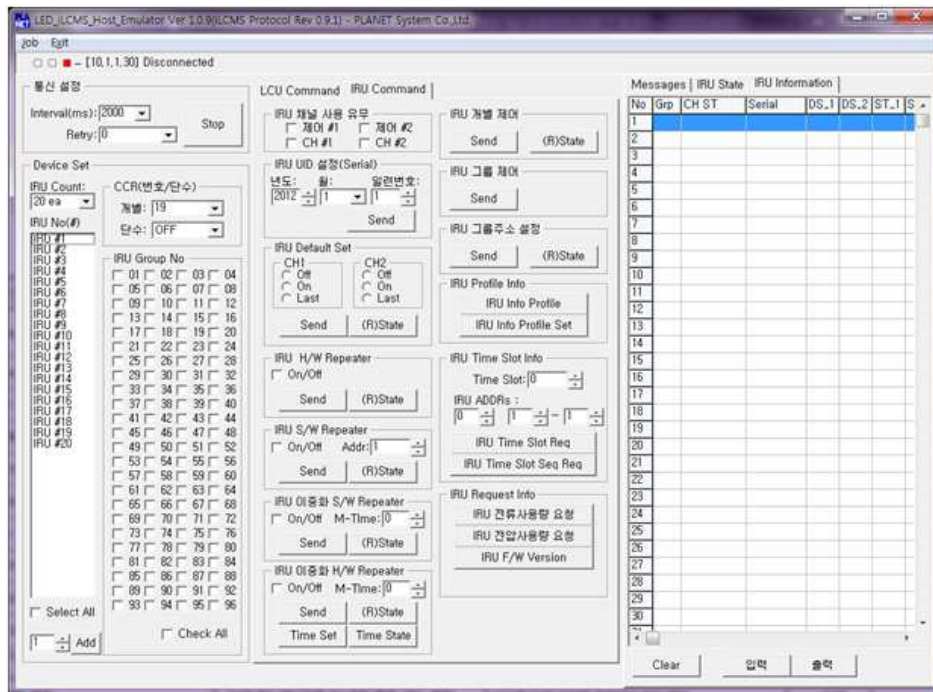 LED_ILCMS_Host_Emulator Ver 1.0.9(ILCMS Protocol Rev 0.9.1) - PLANET System Co.,Ltd.
Job Exit
- [10,1,1,30] Disconnected
통신 설정
Interval(ms): 2000
Retry: 0
Stop
Device Set
IRU Count:
20 ea
IRU No(#)
IRU #1
IRU #2
IRU #3
IRU #4
IRU #5
IRU #6
IRU #7
IRU #8
IRU #9
IRU #10
IRU #11
IRU #12
IRU #13
IRU #14
IRU #15
IRU #16
IRU #17
IRU #18
IRU #19
IRU #20
Select All
1 Add
CCR(번호/단수)
개별: 19
단수: OFF
IRU Group No
01 02 03 04
05 06 07 08
09 10 11 12
13 14 15 16
17 18 19 20
21 22 23 24
25 26 27 28
29 30 31 32
33 34 35 36
37 38 39 40
41 42 43 44
45 46 47 48
49 50 51 52
53 54 55 56
57 58 59 60
61 62 63 64
65 66 67 68
69 70 71 72
73 74 75 76
77 78 79 80
81 82 83 84
85 86 87 88
89 90 91 92
93 94 95 96
Check All
LCU Command IRU Command
IRU 채널 사용 유무
제어 #1 제어 #2
CH #1 CH #2
IRU UID 설정(Serial)
년도: 월: 일련번호:
2012 1 1
Send
IRU Default Set
CH1 CH2
Off Off
On On
Last Last
Send (R)State
IRU H/W Repeater
On/Off
Send (R)State
IRU S/W Repeater
On/Off Addr: 1
Send (R)State
IRU 이중화 S/W Repeater
On/Off M-Time: 0
Send (R)State
IRU 이중화 H/W Repeater
On/Off M-Time: 0
Send (R)State
Time Set Time State
IRU 개별 제어
Send (R)State
IRU 그룹 제어
Send
IRU 그룹주소 설정
Send (R)State
IRU Profile Info
IRU Info Profile
IRU Info Profile Set
IRU Time Slot Info
Time Slot: 0
IRU ADDRs :
0 1 - 1
IRU Time Slot Req
IRU Time Slot Seq Req
IRU Request Info
IRU 전류사용량 요청
IRU 전압사용량 요청
IRU F/W Version
Messages IRU State IRU Information
No Grp CH ST Serial DS_1 DS_2 ST_1 S
1
2
3
4
5
6
7
8
9
10
11
12
13
14
15
16
17
18
19
20
21
22
23
24
25
26
27
28
29
30
Clear 입력 출력